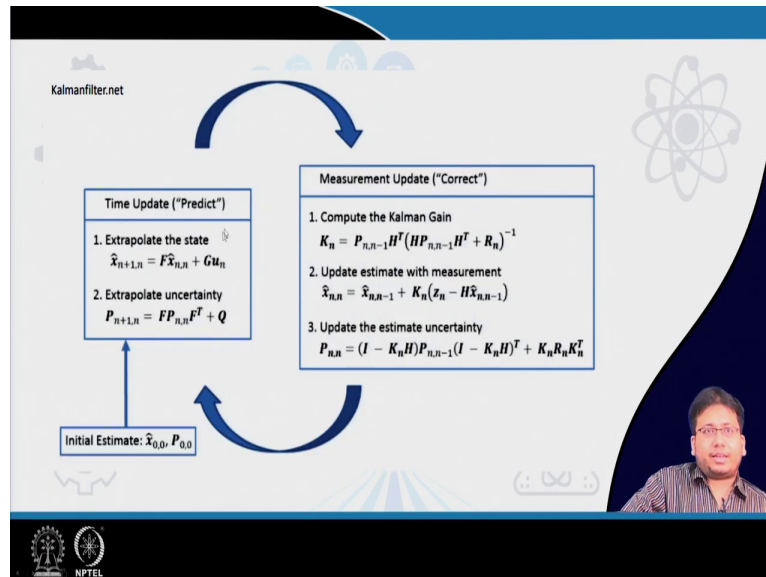 Kalmanfilter.net
Time Update ("Predict")
1. Extrapolate the state
x̂ₙ₊₁,ₙ = Fx̂ₙ,ₙ + Guₙ
2. Extrapolate uncertainty
Pₙ₊₁,ₙ = FPₙ,ₙFᵀ + Q
Initial Estimate: x̂₀,₀, P₀,₀
Measurement Update ("Correct")
1. Compute the Kalman Gain
Kₙ = Pₙ,ₙ₋₁Hᵀ(HPₙ,ₙ₋₁Hᵀ + Rₙ)⁻¹
2. Update estimate with measurement
x̂ₙ,ₙ = x̂ₙ,ₙ₋₁ + Kₙ(zₙ − Hx̂ₙ,ₙ₋₁)
3. Update the estimate uncertainty
Pₙ,ₙ = (I − KₙH)Pₙ,ₙ₋₁(I − KₙH)ᵀ + KₙRₙKₙᵀ
NPTEL